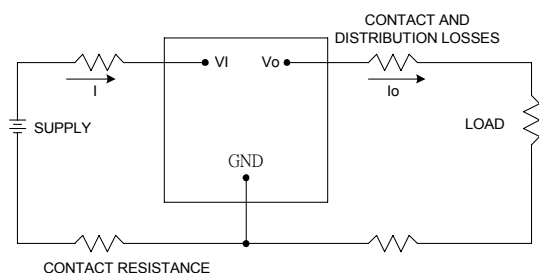 CONTACT AND
DISTRIBUTION LOSSES
VI
Vo
I
Io
SUPPLY
LOAD
GND
CONTACT RESISTANCE